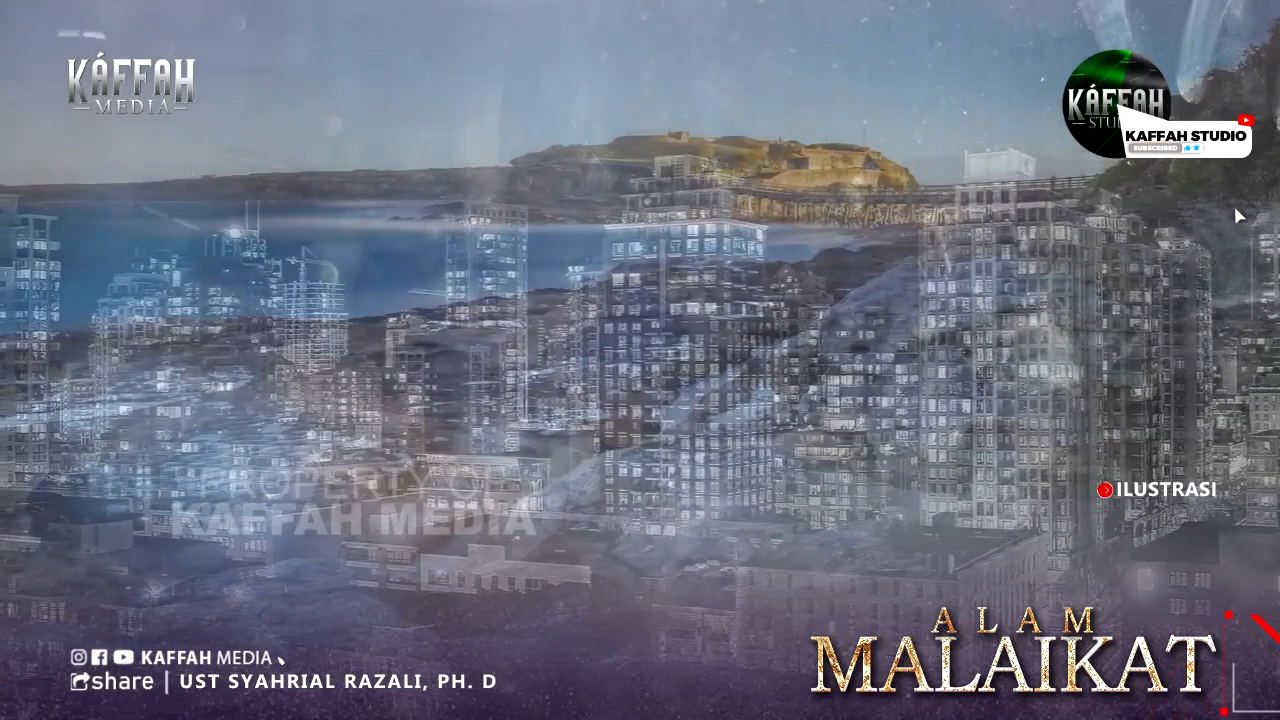 KÁFFAH
MEDIA
KÁFFAH
KAFFAH STUDIO
SUBSCRIBED
PROPERTY OF
KAFFAH MEDIA
ILUSTRASI
ALAM
MALAIKAT
KAFFAH MEDIA
share | UST SYAHRIAL RAZALI, PH. D